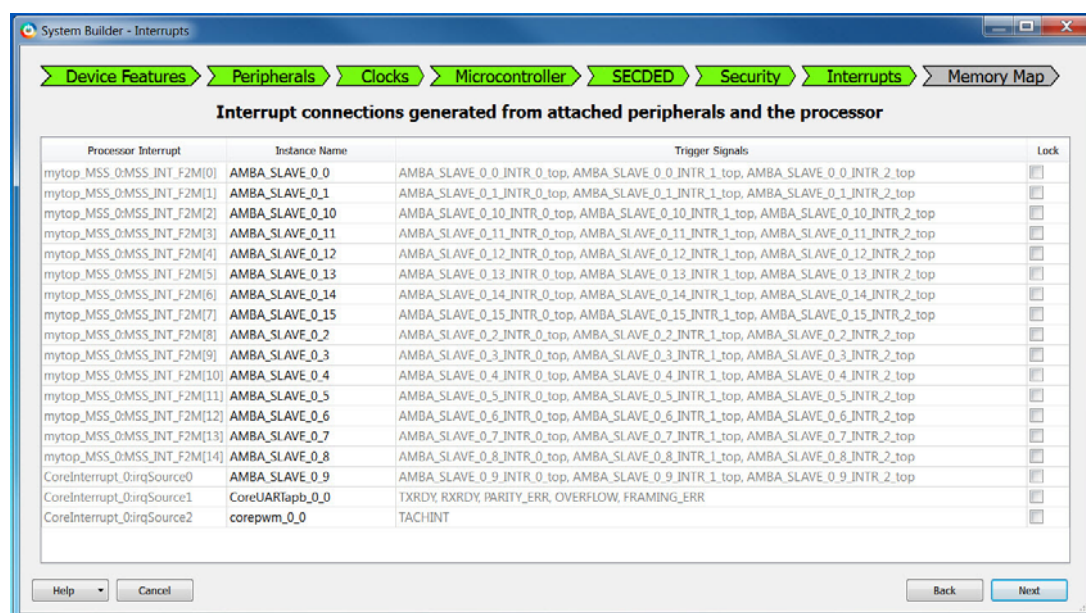 System Builder - Interrupts
Device Features Peripherals Clocks Microcontroller SECDED Security Interrupts Memory Map
Interrupt connections generated from attached peripherals and the processor
Processor Interrupt Instance Name Trigger Signals Lock
mytop_MSS_0:MSS_INT_F2M[0] AMBA_SLAVE_0_0 AMBA_SLAVE_0_0_INTR_0_top, AMBA_SLAVE_0_0_INTR_1_top, AMBA_SLAVE_0_0_INTR_2_top
mytop_MSS_0:MSS_INT_F2M[1] AMBA_SLAVE_0_1 AMBA_SLAVE_0_1_INTR_0_top, AMBA_SLAVE_0_1_INTR_1_top, AMBA_SLAVE_0_1_INTR_2_top
mytop_MSS_0:MSS_INT_F2M[2] AMBA_SLAVE_0_10 AMBA_SLAVE_0_10_INTR_0_top, AMBA_SLAVE_0_10_INTR_1_top, AMBA_SLAVE_0_10_INTR_2_top
mytop_MSS_0:MSS_INT_F2M[3] AMBA_SLAVE_0_11 AMBA_SLAVE_0_11_INTR_0_top, AMBA_SLAVE_0_11_INTR_1_top, AMBA_SLAVE_0_11_INTR_2_top
mytop_MSS_0:MSS_INT_F2M[4] AMBA_SLAVE_0_12 AMBA_SLAVE_0_12_INTR_0_top, AMBA_SLAVE_0_12_INTR_1_top, AMBA_SLAVE_0_12_INTR_2_top
mytop_MSS_0:MSS_INT_F2M[5] AMBA_SLAVE_0_13 AMBA_SLAVE_0_13_INTR_0_top, AMBA_SLAVE_0_13_INTR_1_top, AMBA_SLAVE_0_13_INTR_2_top
mytop_MSS_0:MSS_INT_F2M[6] AMBA_SLAVE_0_14 AMBA_SLAVE_0_14_INTR_0_top, AMBA_SLAVE_0_14_INTR_1_top, AMBA_SLAVE_0_14_INTR_2_top
mytop_MSS_0:MSS_INT_F2M[7] AMBA_SLAVE_0_15 AMBA_SLAVE_0_15_INTR_0_top, AMBA_SLAVE_0_15_INTR_1_top, AMBA_SLAVE_0_15_INTR_2_top
mytop_MSS_0:MSS_INT_F2M[8] AMBA_SLAVE_0_2 AMBA_SLAVE_0_2_INTR_0_top, AMBA_SLAVE_0_2_INTR_1_top, AMBA_SLAVE_0_2_INTR_2_top
mytop_MSS_0:MSS_INT_F2M[9] AMBA_SLAVE_0_3 AMBA_SLAVE_0_3_INTR_0_top, AMBA_SLAVE_0_3_INTR_1_top, AMBA_SLAVE_0_3_INTR_2_top
mytop_MSS_0:MSS_INT_F2M[10] AMBA_SLAVE_0_4 AMBA_SLAVE_0_4_INTR_0_top, AMBA_SLAVE_0_4_INTR_1_top, AMBA_SLAVE_0_4_INTR_2_top
mytop_MSS_0:MSS_INT_F2M[11] AMBA_SLAVE_0_5 AMBA_SLAVE_0_5_INTR_0_top, AMBA_SLAVE_0_5_INTR_1_top, AMBA_SLAVE_0_5_INTR_2_top
mytop_MSS_0:MSS_INT_F2M[12] AMBA_SLAVE_0_6 AMBA_SLAVE_0_6_INTR_0_top, AMBA_SLAVE_0_6_INTR_1_top, AMBA_SLAVE_0_6_INTR_2_top
mytop_MSS_0:MSS_INT_F2M[13] AMBA_SLAVE_0_7 AMBA_SLAVE_0_7_INTR_0_top, AMBA_SLAVE_0_7_INTR_1_top, AMBA_SLAVE_0_7_INTR_2_top
mytop_MSS_0:MSS_INT_F2M[14] AMBA_SLAVE_0_8 AMBA_SLAVE_0_8_INTR_0_top, AMBA_SLAVE_0_8_INTR_1_top, AMBA_SLAVE_0_8_INTR_2_top
CoreInterrupt_0:irqSource0 AMBA_SLAVE_0_9 AMBA_SLAVE_0_9_INTR_0_top, AMBA_SLAVE_0_9_INTR_1_top, AMBA_SLAVE_0_9_INTR_2_top
CoreInterrupt_0:irqSource1 CoreUARTapb_0_0 TXRDY, RXRDY, PARITY_ERR, OVERFLOW, FRAMING_ERR
CoreInterrupt_0:irqSource2 corepwm_0_0 TACHINT
Help Cancel Back Next